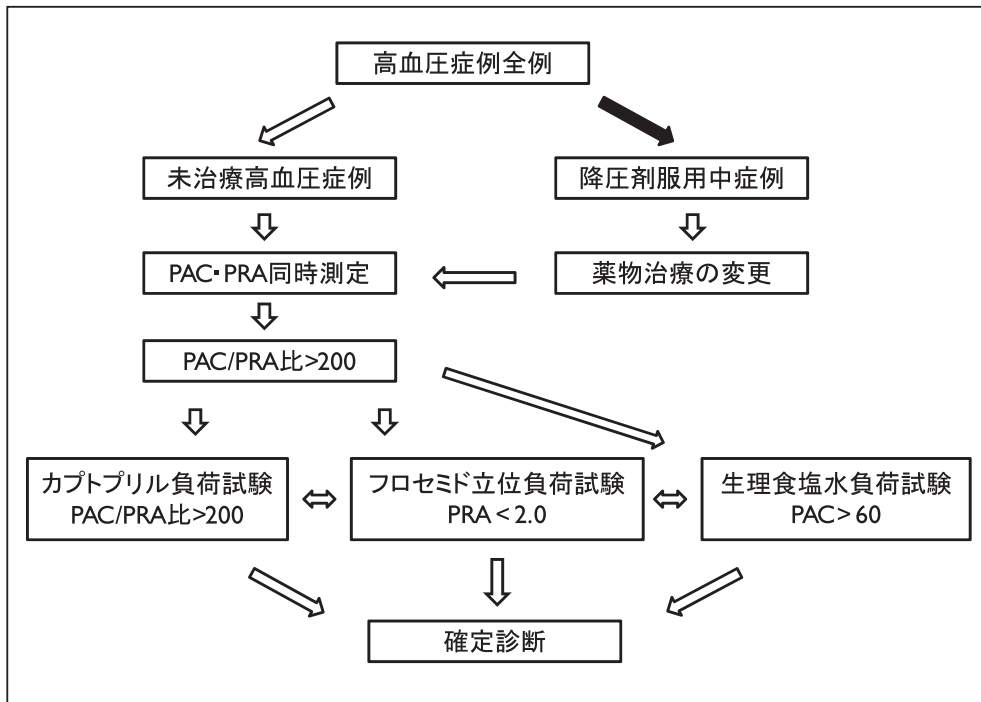 高血圧症例全例
未治療高血圧症例
降圧剤服用中症例
PAC・PRA同時測定
薬物治療の変更
PAC/PRA比>200
カプトプリル負荷試験
PAC/PRA比>200
フロセミド立位負荷試験
PRA < 2.0
生理食塩水負荷試験
PAC> 60
確定診断